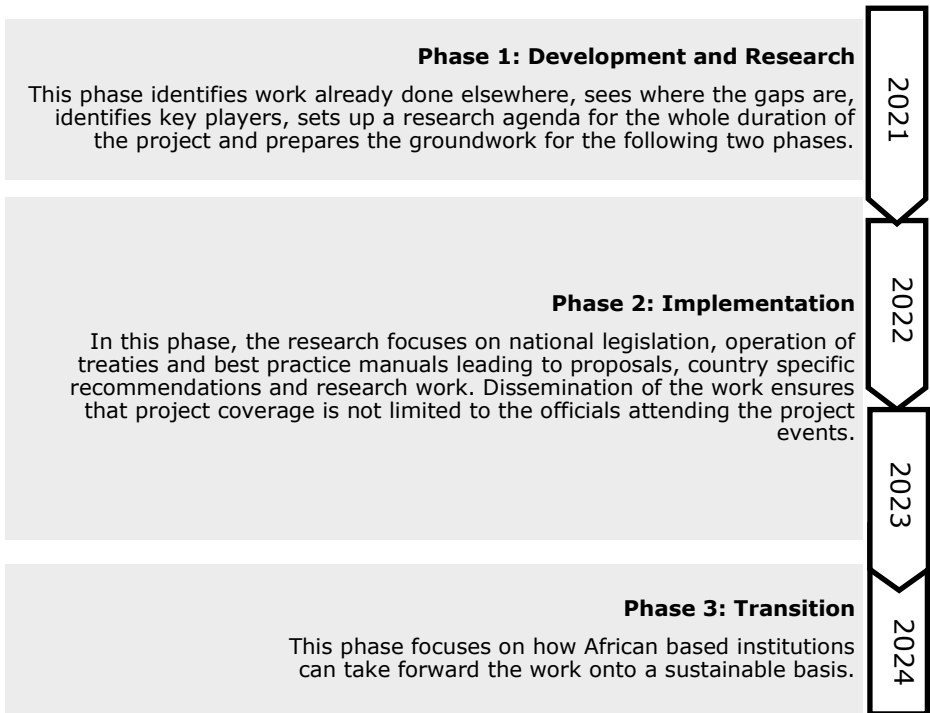 Phase 1: Development and Research
This phase identifies work already done elsewhere, sees where the gaps are,
identifies key players, sets up a research agenda for the whole duration of
the project and prepares the groundwork for the following two phases.
2021
Phase 2: Implementation
In this phase, the research focuses on national legislation, operation of
treaties and best practice manuals leading to proposals, country specific
recommendations and research work. Dissemination of the work ensures
that project coverage is not limited to the officials attending the project
events.
2022
2023
Phase 3: Transition
This phase focuses on how African based institutions
can take forward the work onto a sustainable basis.
2024